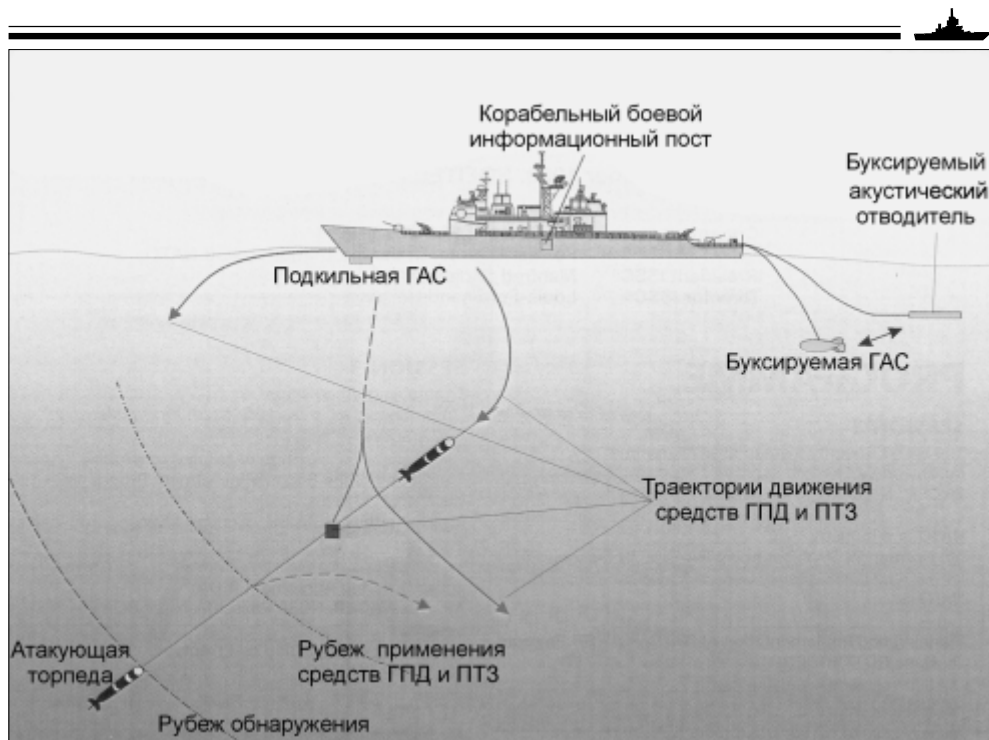 Корабельный боевой
информационный пост
Буксируемый
акустический
отводитель
Подкильная ГАС
Буксируемая ГАС
Траектории движения
средств ГПД и ПТЗ
Атакующая
торпеда
Рубеж применения
средств ГПД и ПТЗ
Рубеж обнаружения